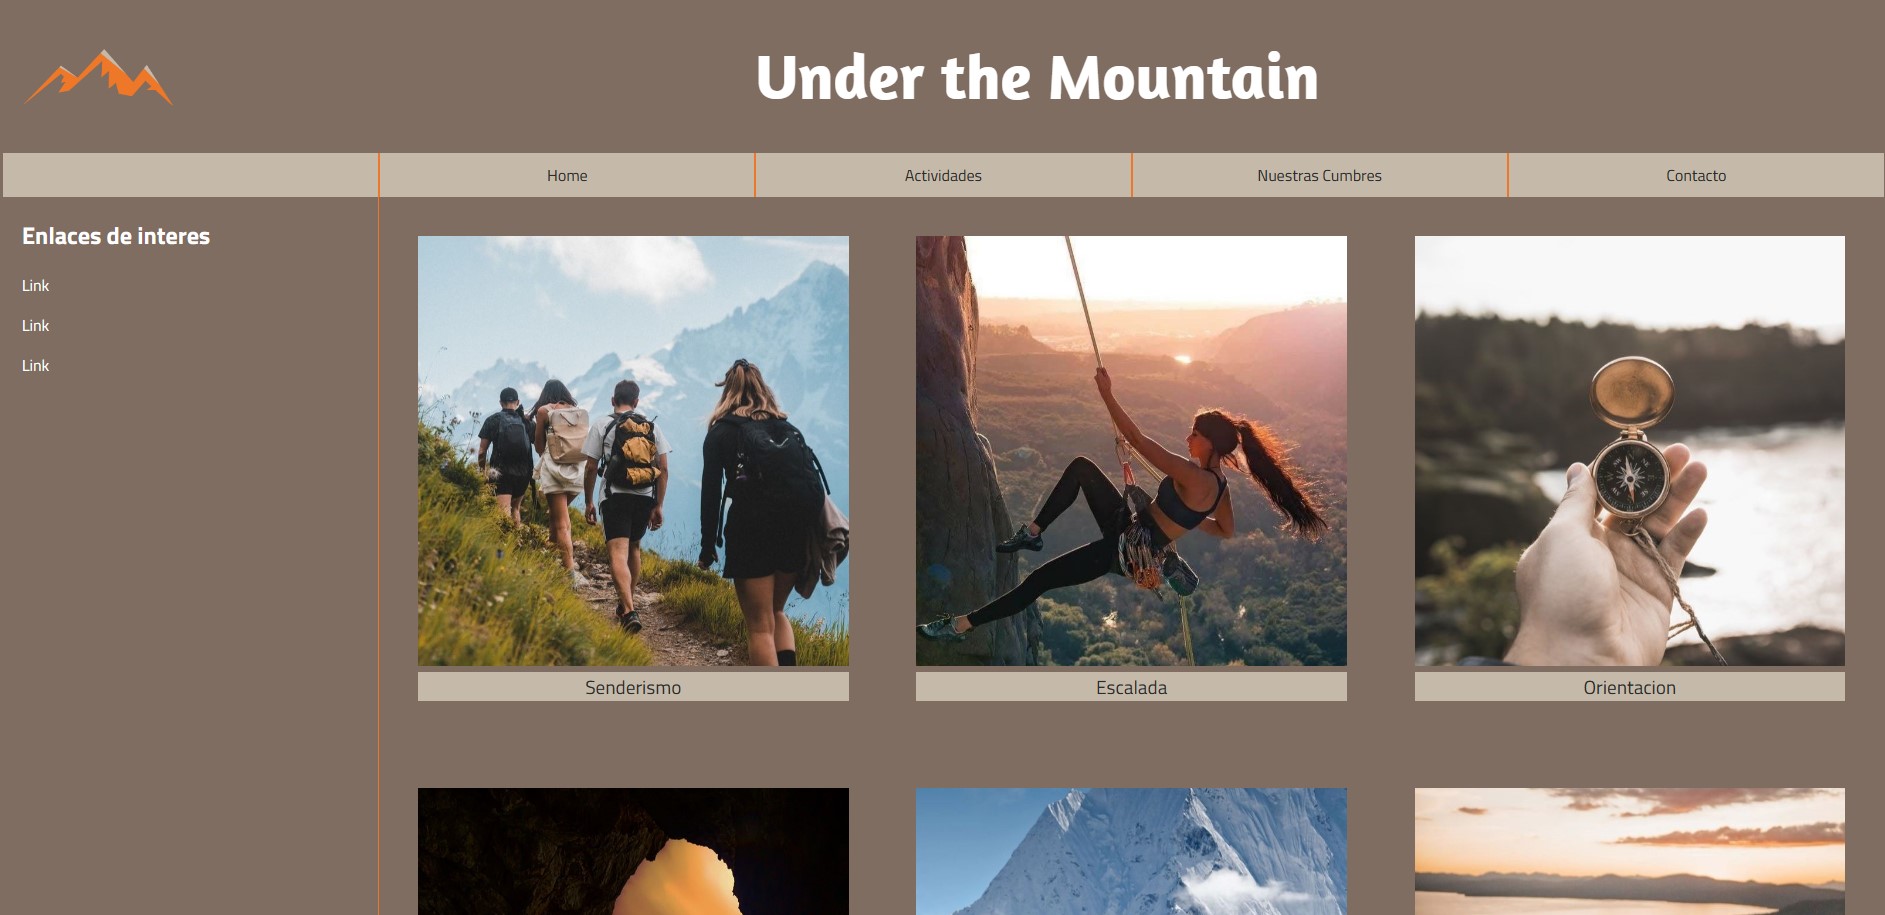 Under the Mountain
Home
Actividades
Nuestras Cumbres
Contacto
Enlaces de interes
Link
Link
Link
Senderismo
Escalada
Orientacion